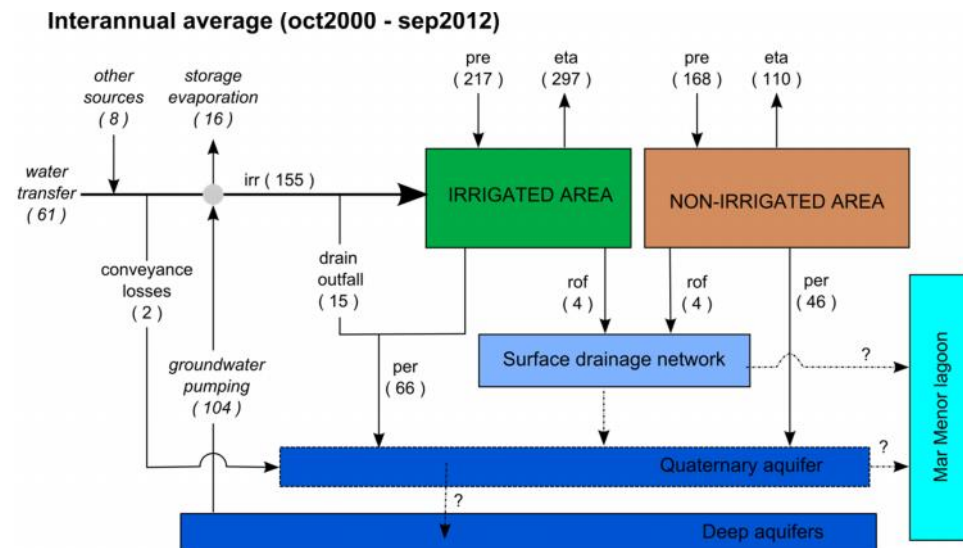 Interannual average (oct2000 - sep2012)
other
sources
( 8 )
storage
evaporation
( 16 )
pre
( 217 )
eta
( 297 )
pre
( 168 )
eta
( 110 )
water
transfer
( 61 )
irr ( 155 )
IRRIGATED AREA
NON-IRRIGATED AREA
conveyance
losses
( 2 )
drain
outfall
( 15 )
rof
( 4 )
rof
( 4 )
per
( 46 )
groundwater
pumping
( 104 )
per
( 66 )
Surface drainage network
?
Mar Menor lagoon
Quaternary aquifer
?
?
Deep aquifers